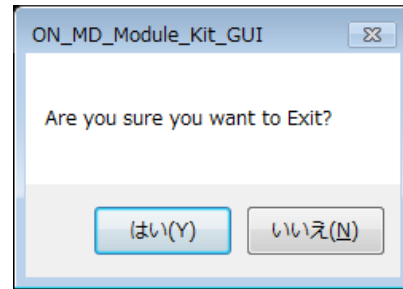 ON_MD_Module_Kit_GUI
Are you sure you want to Exit?
はい(Y) いいえ(N)